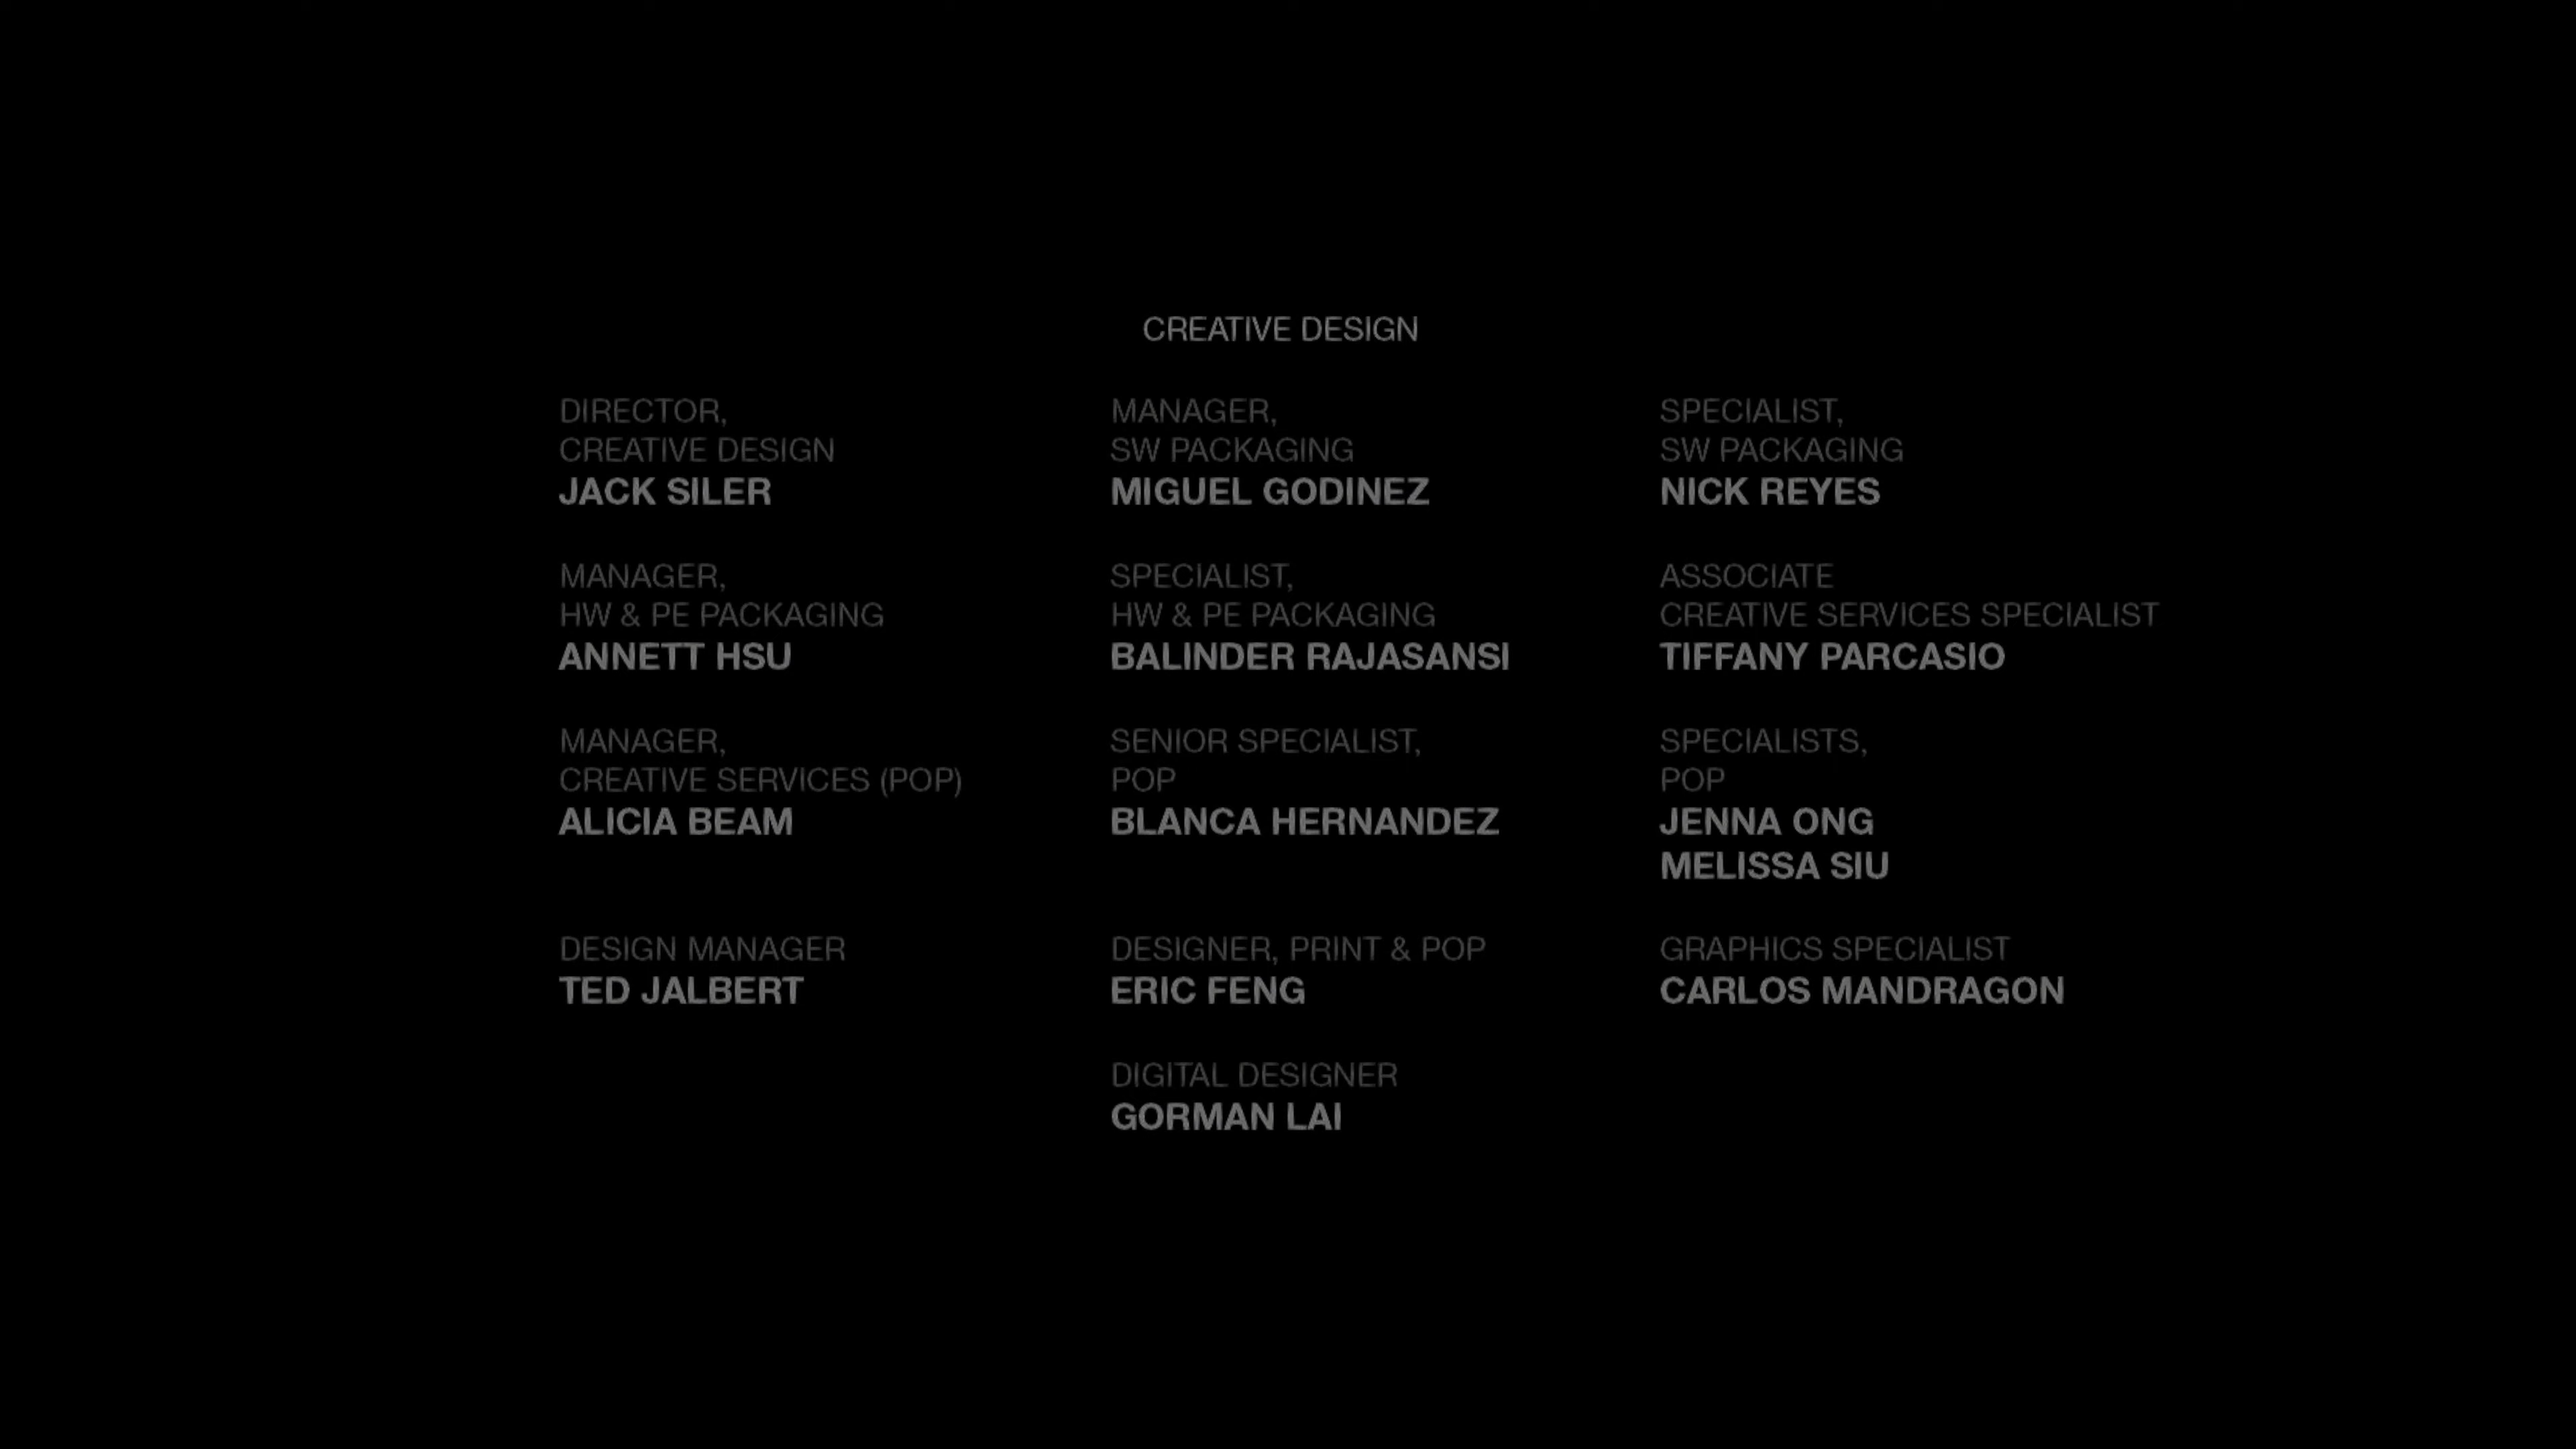 CREATIVE DESIGN
DIRECTOR,
CREATIVE DESIGN
JACK SILER
MANAGER,
SW PACKAGING
MIGUEL GODINEZ
SPECIALIST,
SW PACKAGING
NICK REYES
MANAGER,
HW & PE PACKAGING
ANNETT HSU
SPECIALIST,
HW & PE PACKAGING
BALINDER RAJASANSI
ASSOCIATE
CREATIVE SERVICES SPECIALIST
TIFFANY PARCASIO
MANAGER,
CREATIVE SERVICES (POP)
ALICIA BEAM
SENIOR SPECIALIST,
POP
BLANCA HERNANDEZ
SPECIALISTS,
POP
JENNA ONG
MELISSA SIU
DESIGN MANAGER
TED JALBERT
DESIGNER, PRINT & POP
ERIC FENG
GRAPHICS SPECIALIST
CARLOS MANDRAGON
DIGITAL DESIGNER
GORMAN LAI